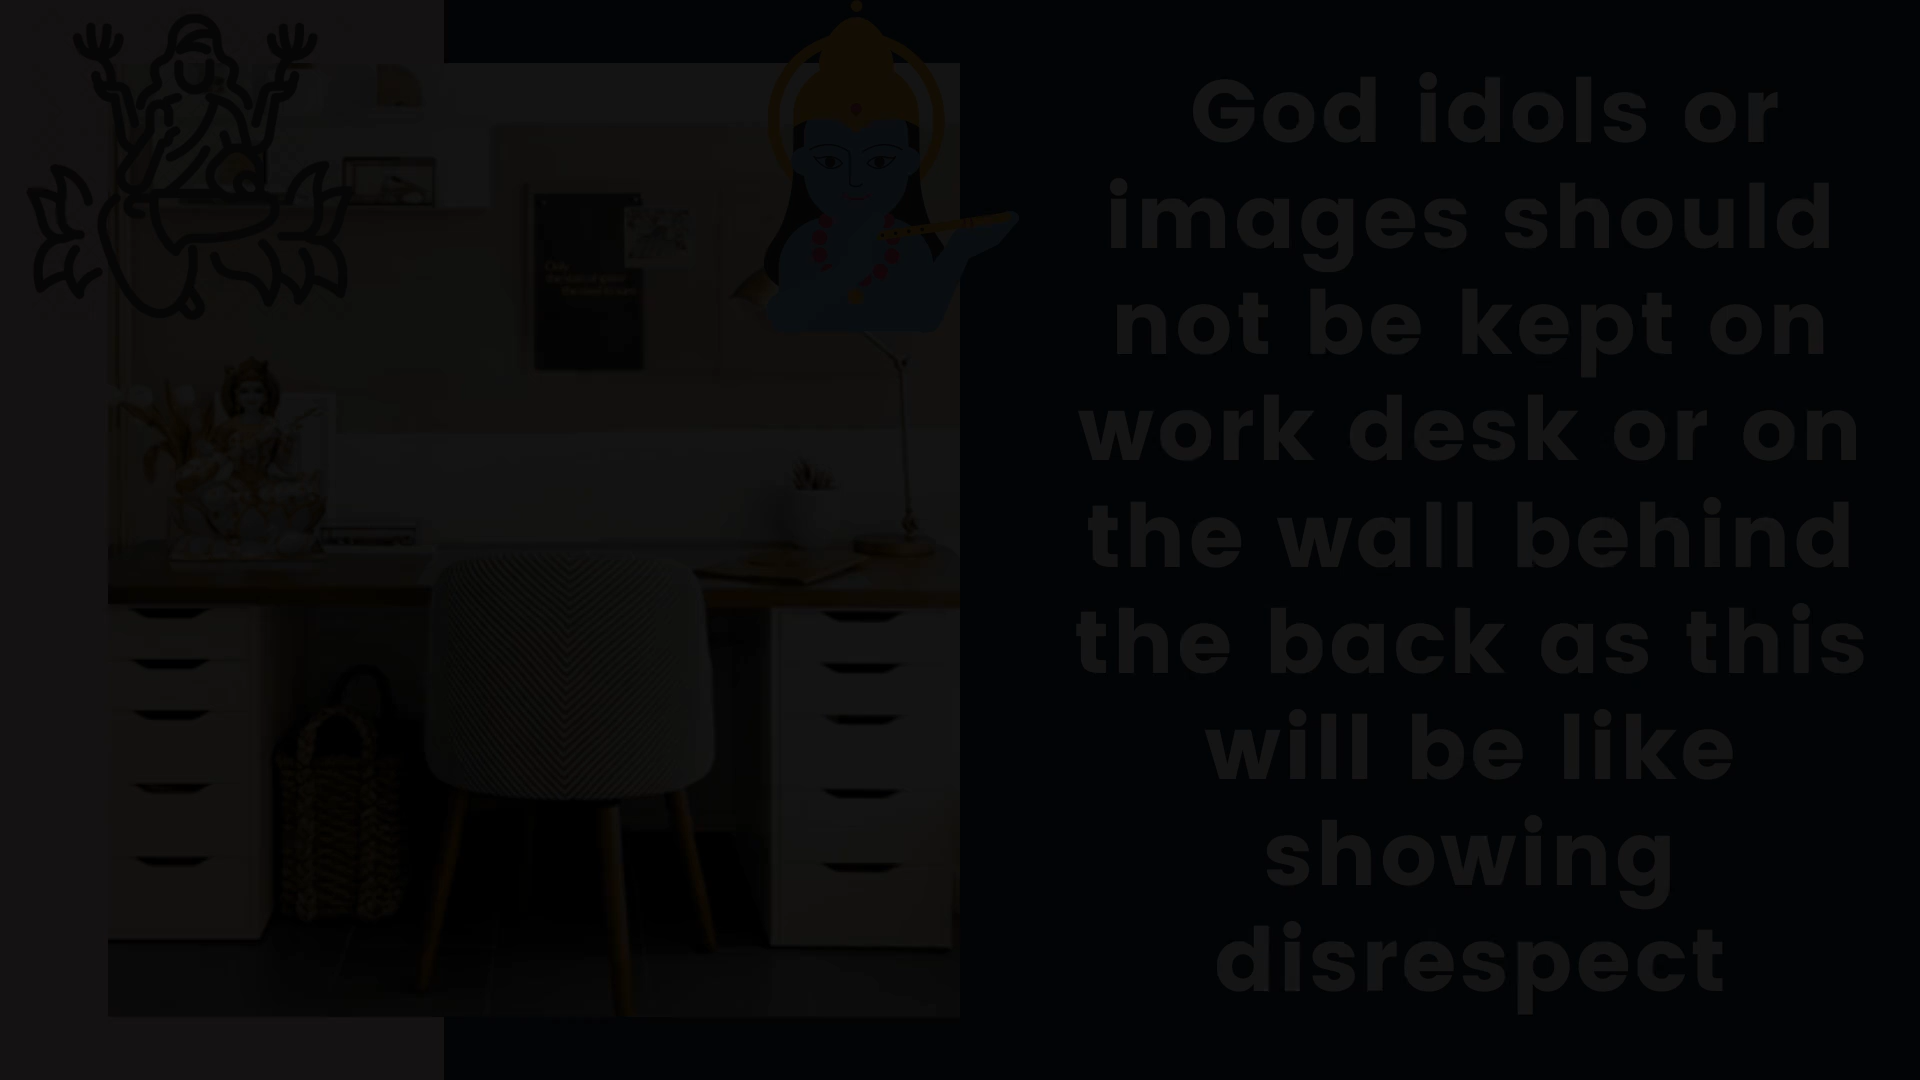 God idols or
images should
not be kept on
work desk or on
the wall behind
the back as this
will be like
showing
disrespect